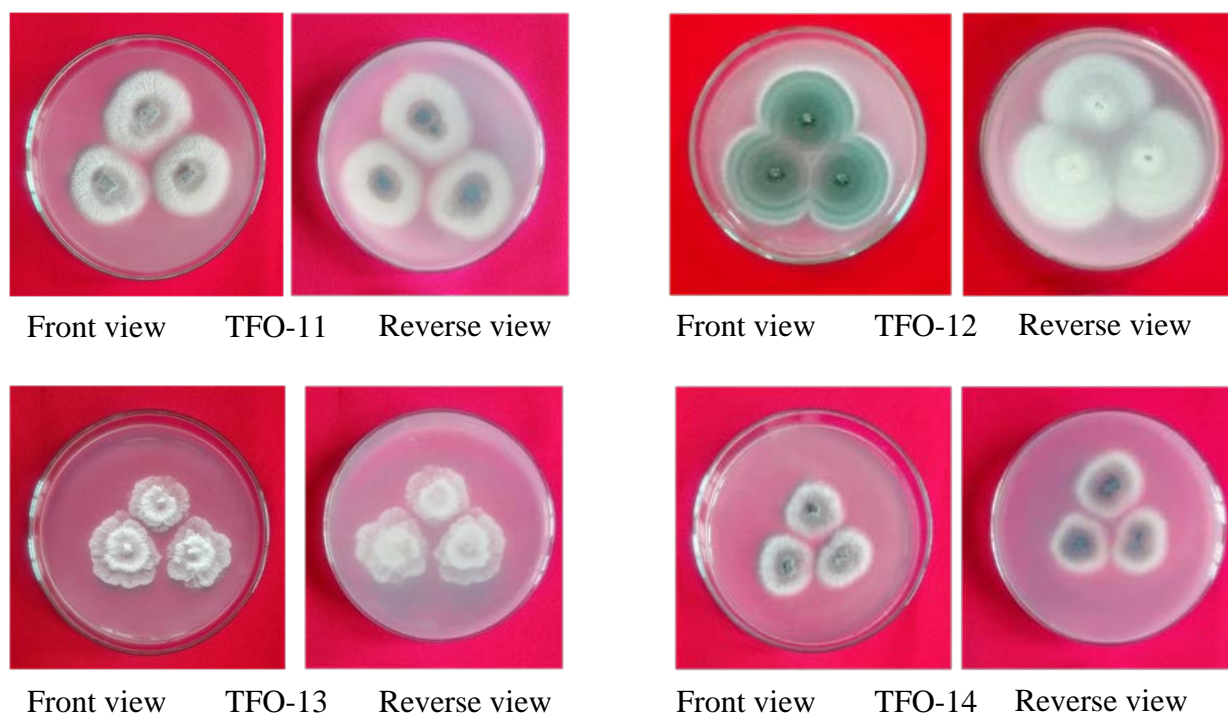 Front view TFO-11 Reverse view
Front view TFO-12 Reverse view
Front view TFO-13 Reverse view
Front view TFO-14 Reverse view